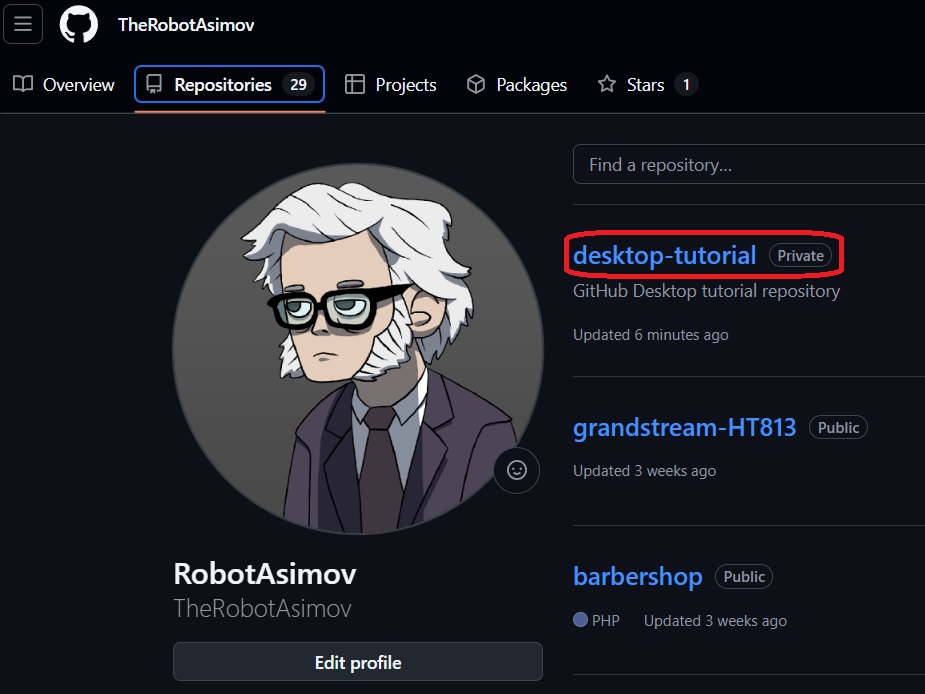 TheRobotAsimov
Overview Repositories 29 Projects Packages Stars 1
Find a repository...
desktop-tutorial Private
GitHub Desktop tutorial repository
Updated 6 minutes ago
grandstream-HT813 Public
Updated 3 weeks ago
barbershop Public
PHP Updated 3 weeks ago
RobotAsimov
TheRobotAsimov
Edit profile